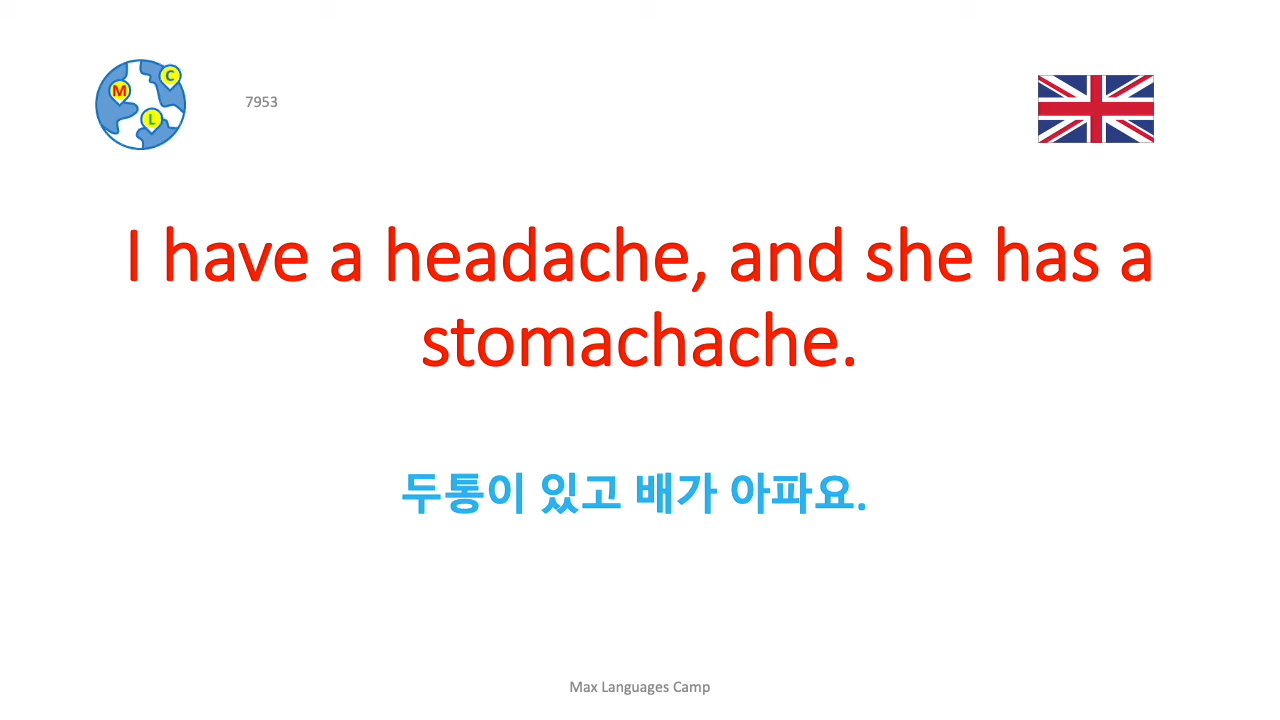 M
C
L
7953
I have a headache, and she has a
stomachache.
두통이 있고 배가 아파요.
Max Languages Camp